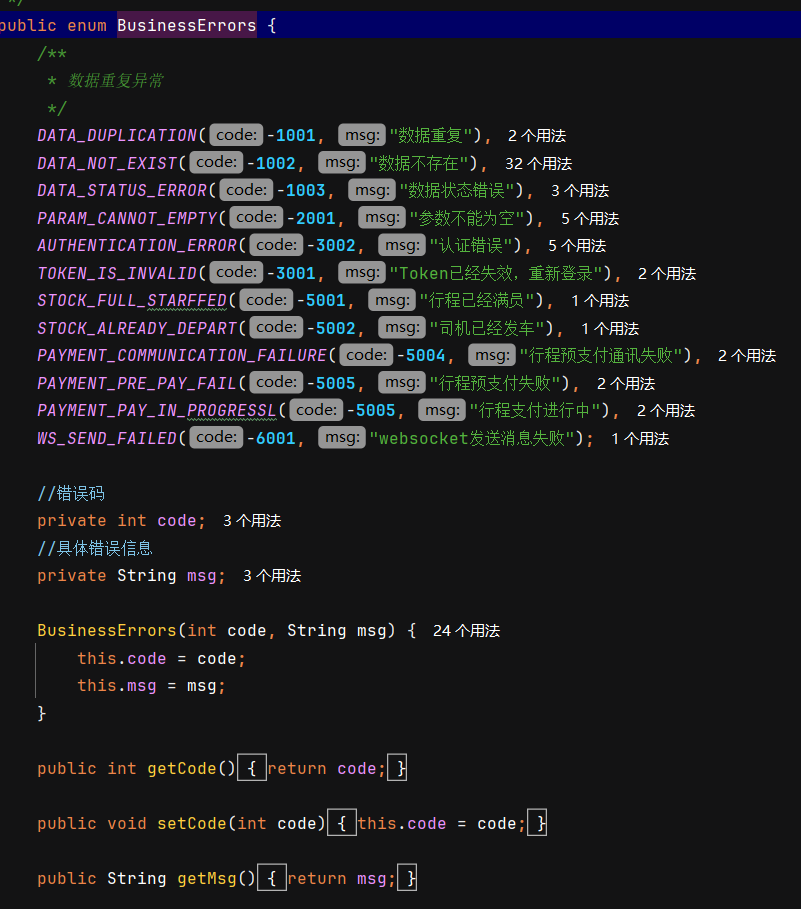 */
public enum BusinessErrors {
/**
* 数据重复异常
*/
DATA_DUPLICATION( code: -1001, msg: "数据重复"), 2 个用法
DATA_NOT_EXIST( code: -1002, msg: "数据不存在"), 32 个用法
DATA_STATUS_ERROR( code: -1003, msg: "数据状态错误"), 3 个用法
PARAM_CANNOT_EMPTY( code: -2001, msg: "参数不能为空"), 5 个用法
AUTHENTICATION_ERROR( code: -3002, msg: "认证错误"), 5 个用法
TOKEN_IS_INVALID( code: -3001, msg: "Token已经失效，重新登录"), 2 个用法
STOCK_FULL_STARFFED( code: -5001, msg: "行程已经满员"), 1 个用法
STOCK_ALREADY_DEPART( code: -5002, msg: "司机已经发车"), 1 个用法
PAYMENT_COMMUNICATION_FAILURE( code: -5004, msg: "行程预支付通讯失败"), 2 个用法
PAYMENT_PRE_PAY_FAIL( code: -5005, msg: "行程预支付失败"), 2 个用法
PAYMENT_PAY_IN_PROGRESSL( code: -5005, msg: "行程支付进行中"), 2 个用法
WS_SEND_FAILED( code: -6001, msg: "websocket发送消息失败"); 1 个用法
//错误码
private int code; 3 个用法
//具体错误信息
private String msg; 3 个用法
BusinessErrors(int code, String msg) { 24 个用法
this.code = code;
this.msg = msg;
}
public int getCode() { return code; }
public void setCode(int code) { this.code = code; }
public String getMsg() { return msg; }